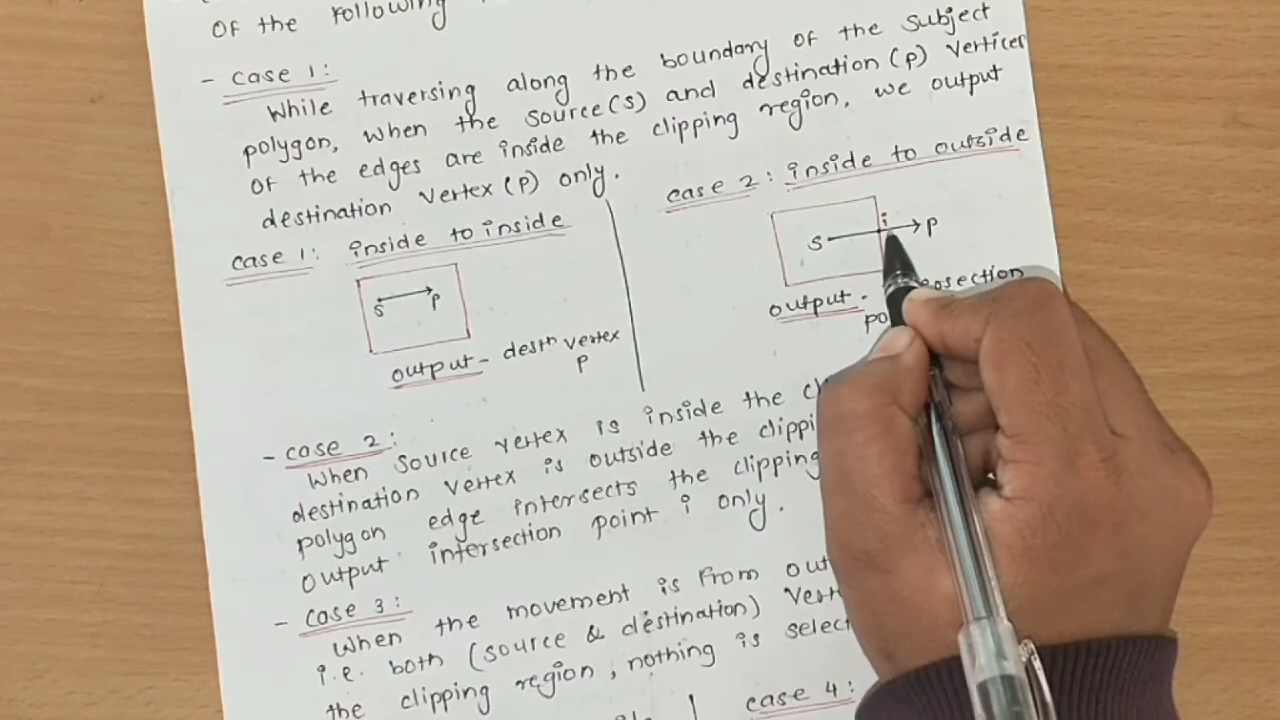 of the following
- case 1:
While traversing along the boundary of the subject
polygon, when the source(s) and destination(p) vertices
of the edges are inside the clipping region, we output
destination vertex(p) only.
case 1: inside to inside
s p
output - destn vertex
p
case 2: inside to outside
s i p
output -
- case 2:
When source vertex is inside the
destination vertex is outside the
polygon edge intersects the clipping
output intersection point i only.
- case 3:
When the movement is from
i.e. both (source & destination)
the clipping region, nothing is
case 4: